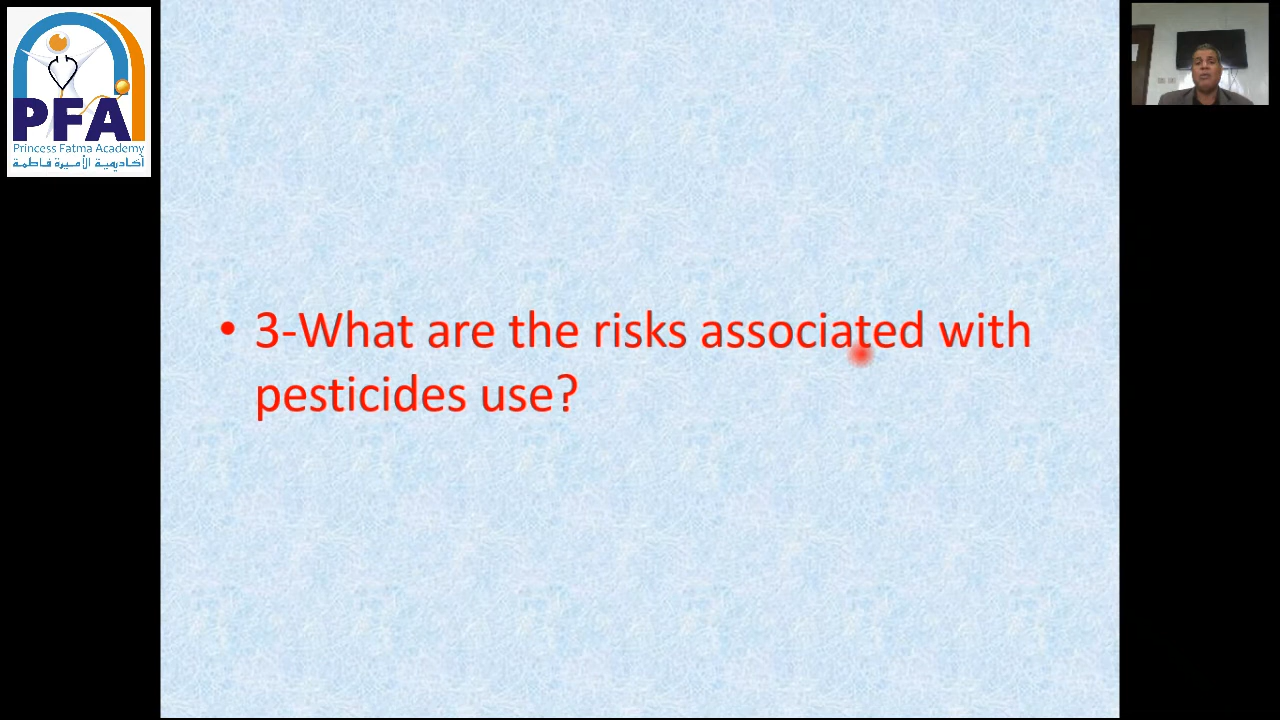 PFA
Princess Fatma Academy
أكاديمية الأميرة فاطمة
• 3-What are the risks associated with
pesticides use?